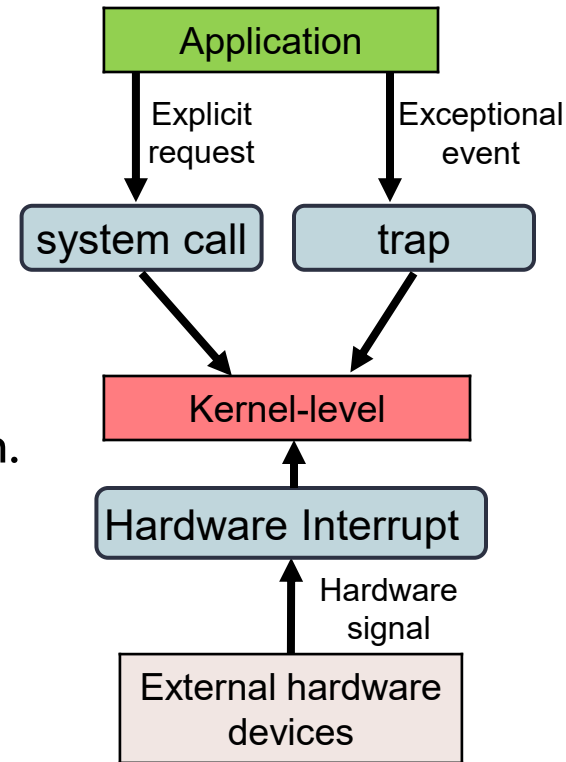 Application
Explicit
request
Exceptional
event
system call
trap
Kernel-level
n.
Hardware Interrupt
Hardware
signal
External hardware
devices